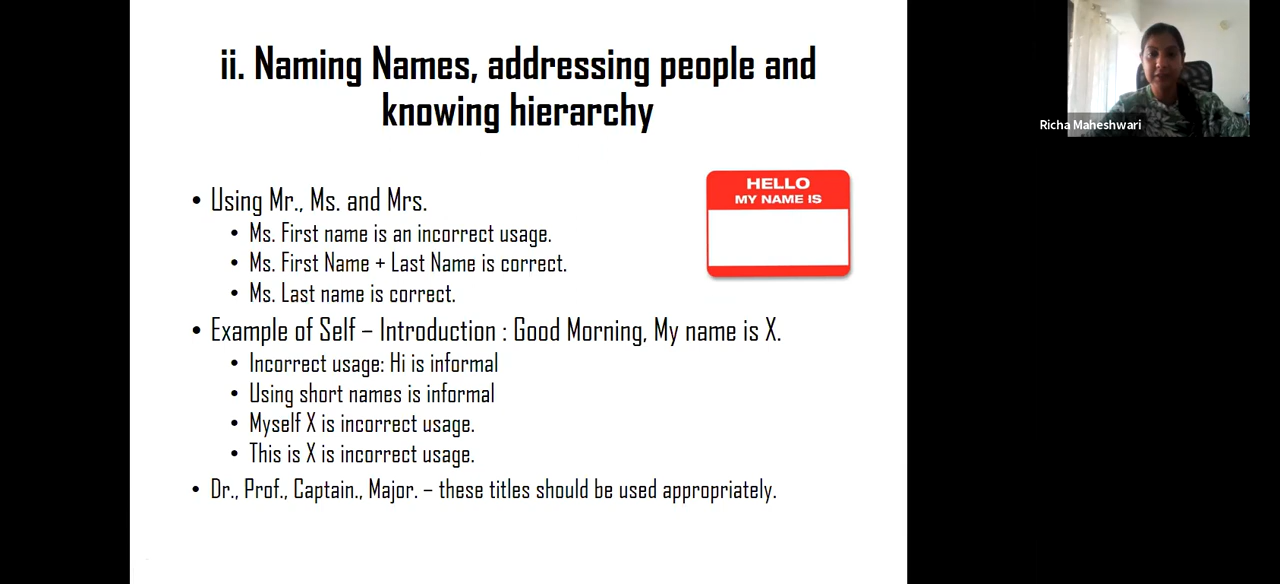 ii. Naming Names, addressing people and
knowing hierarchy
Richa Maheshwari
HELLO
MY NAME IS
• Using Mr., Ms. and Mrs.
• Ms. First name is an incorrect usage.
• Ms. First Name + Last Name is correct.
• Ms. Last name is correct.
• Example of Self – Introduction : Good Morning, My name is X.
• Incorrect usage: Hi is informal
• Using short names is informal
• Myself X is incorrect usage.
• This is X is incorrect usage.
• Dr., Prof., Captain., Major. – these titles should be used appropriately.